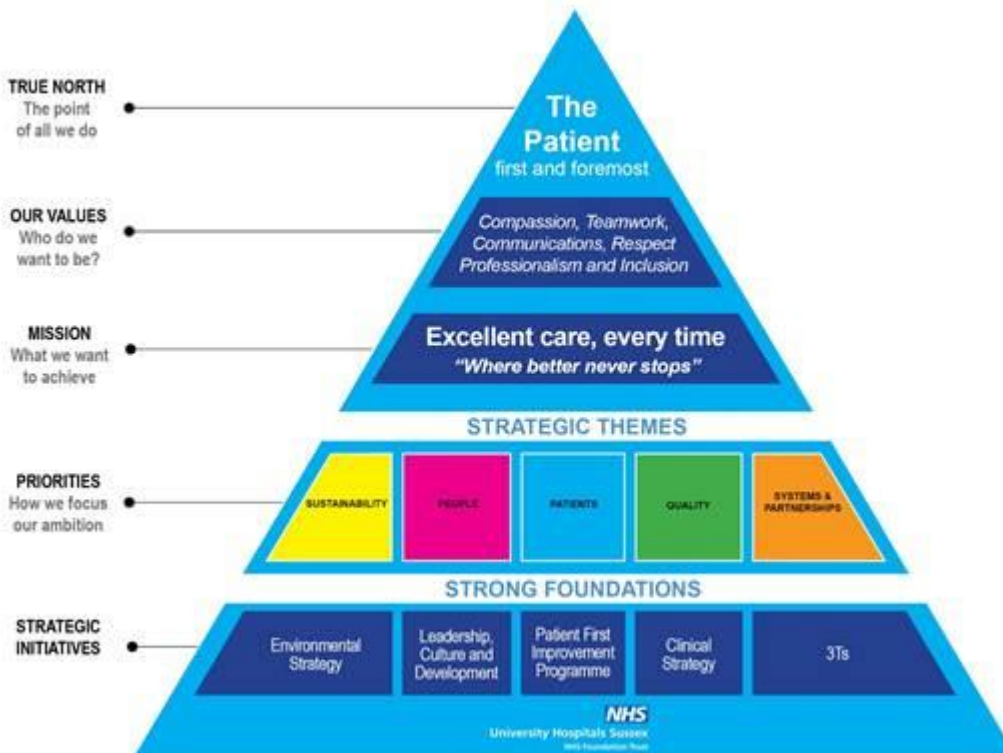 TRUE NORTH
The point
of all we do
The
Patient
first and foremost
OUR VALUES
Who do we
want to be?
Compassion, Teamwork,
Communications, Respect
Professionalism and Inclusion
MISSION
What we want
to achieve
Excellent care, every time
“Where better never stops”
STRATEGIC THEMES
PRIORITIES
How we focus
our ambition
SUSTAINABILITY
PEOPLE
PATIENTS
QUALITY
SYSTEMS &
PARTNERSHIPS
STRONG FOUNDATIONS
STRATEGIC
INITIATIVES
Environmental
Strategy
Leadership,
Culture and
Development
Patient First
Improvement
Programme
Clinical
Strategy
3Ts
NHS
University Hospitals Sussex
NHS Foundation Trust